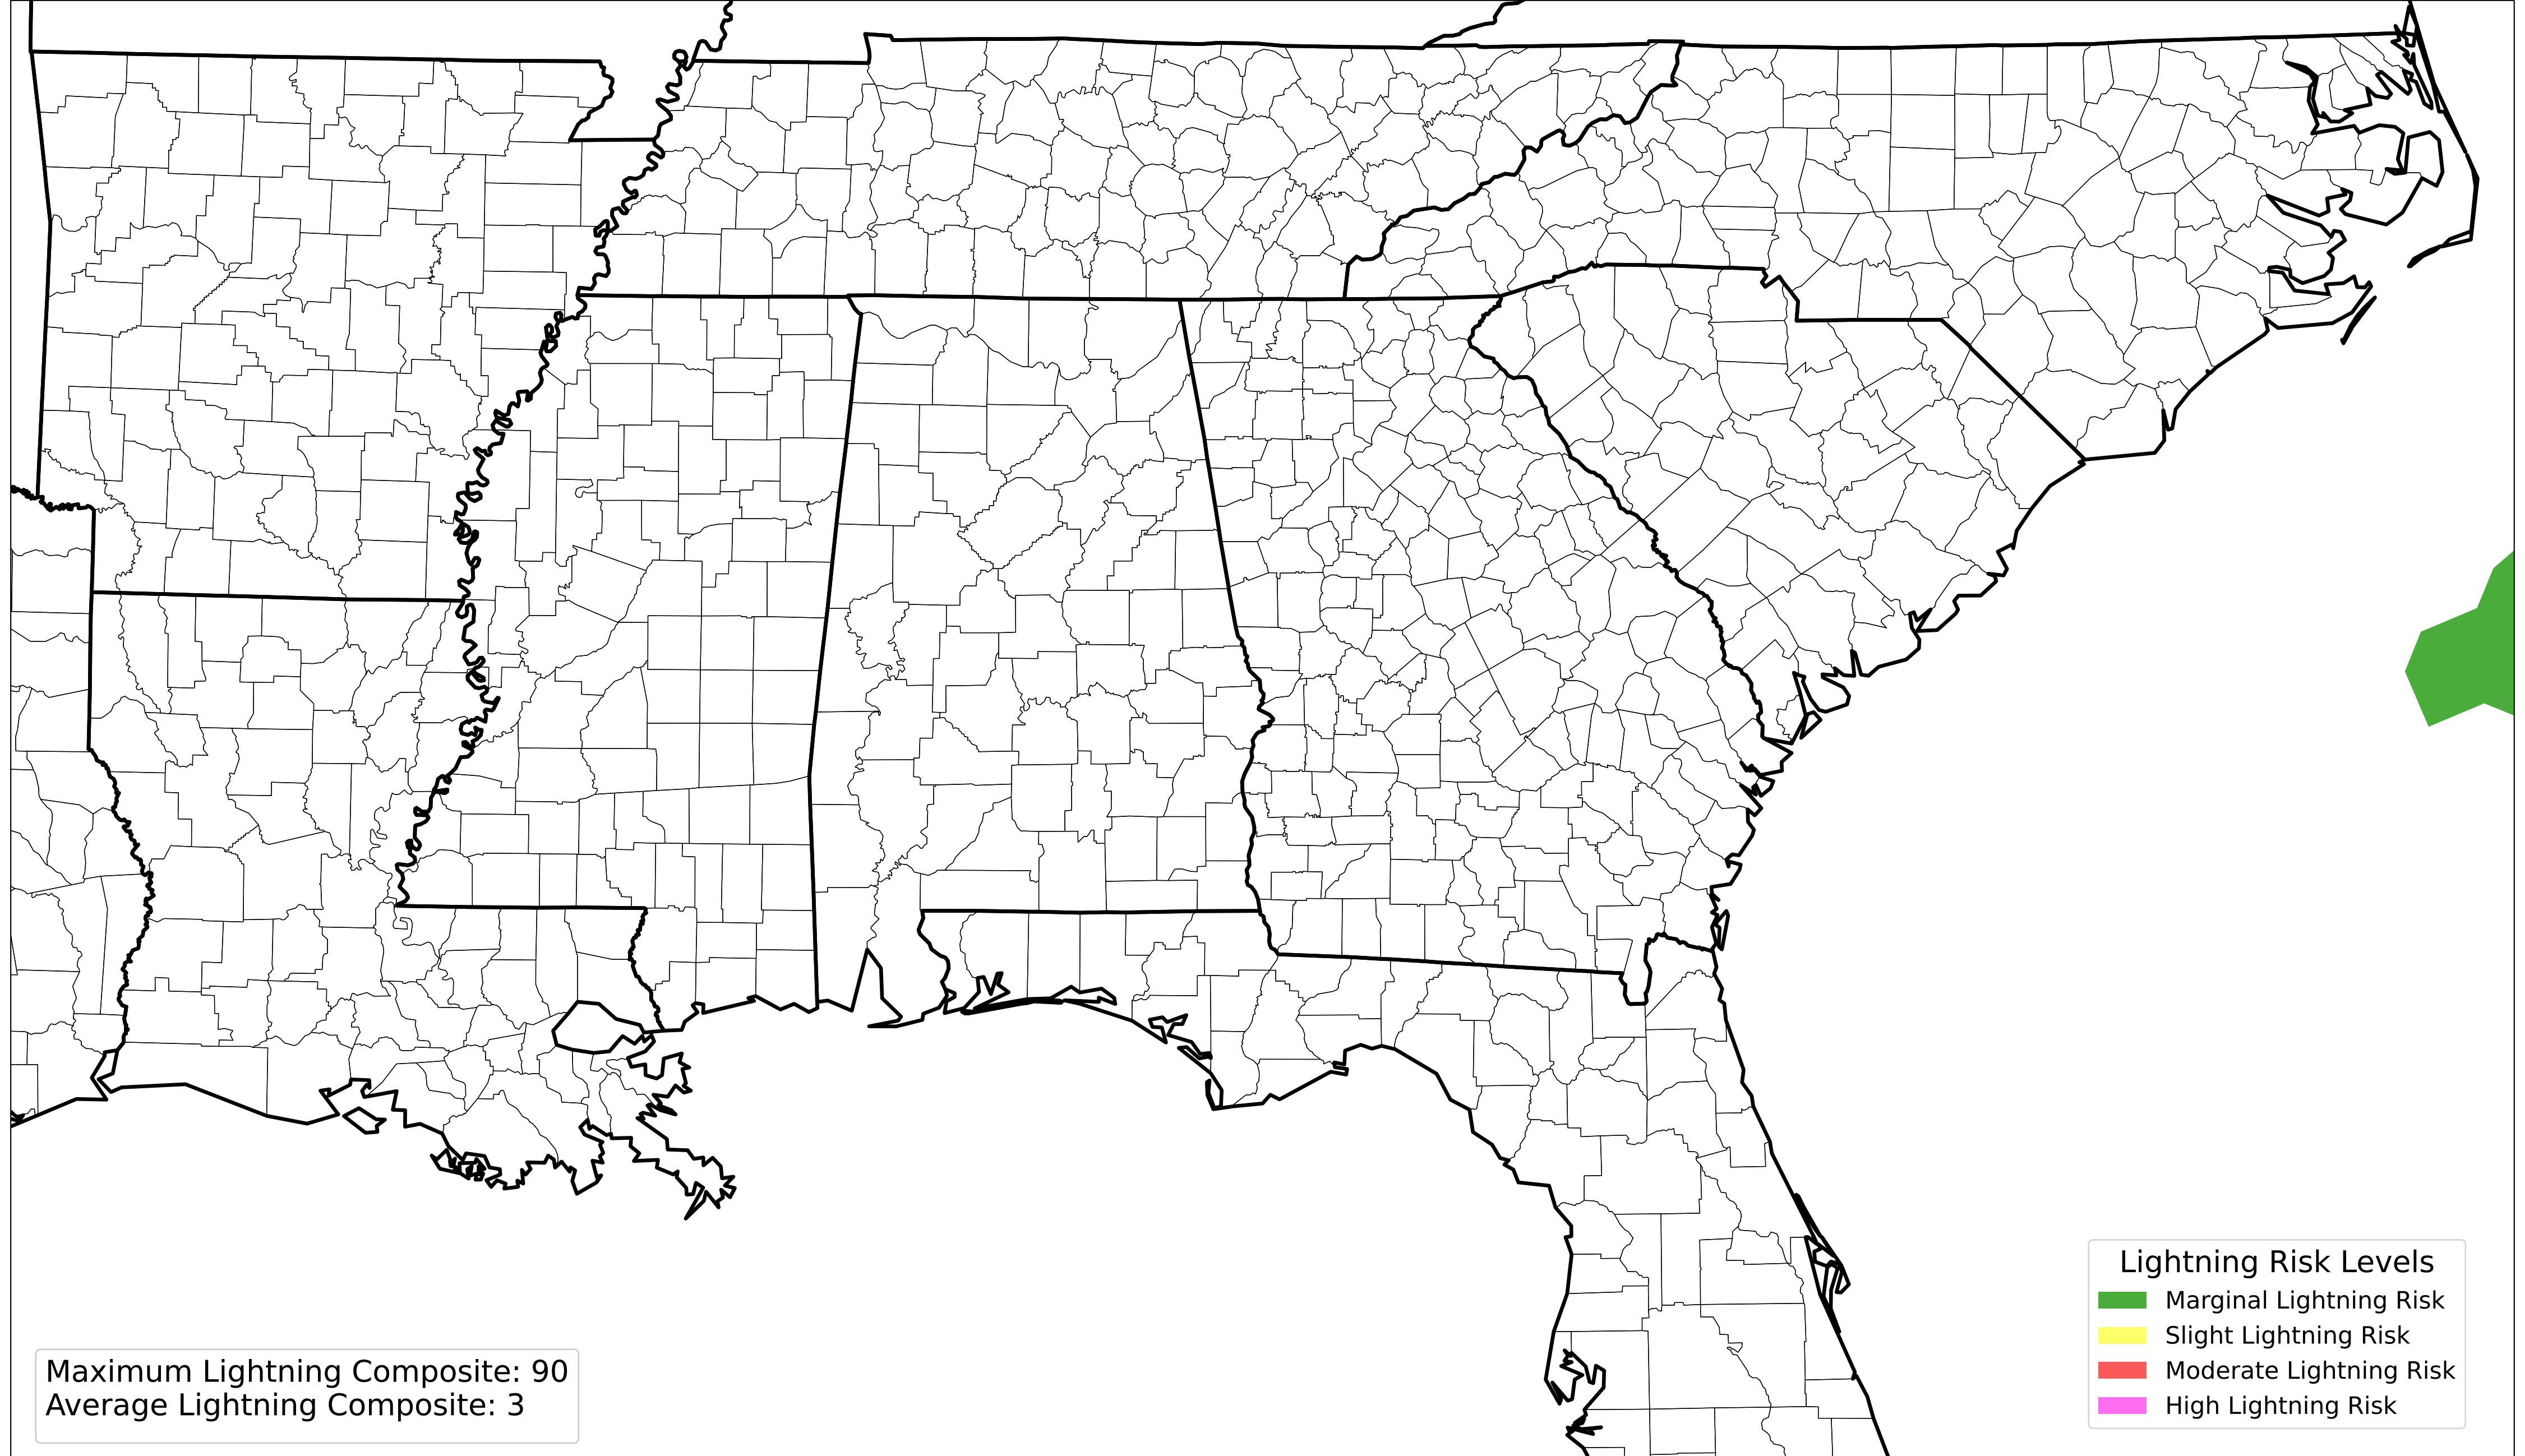 Maximum Lightning Composite: 90
Average Lightning Composite: 3
Lightning Risk Levels
Marginal Lightning Risk
Slight Lightning Risk
Moderate Lightning Risk
High Lightning Risk